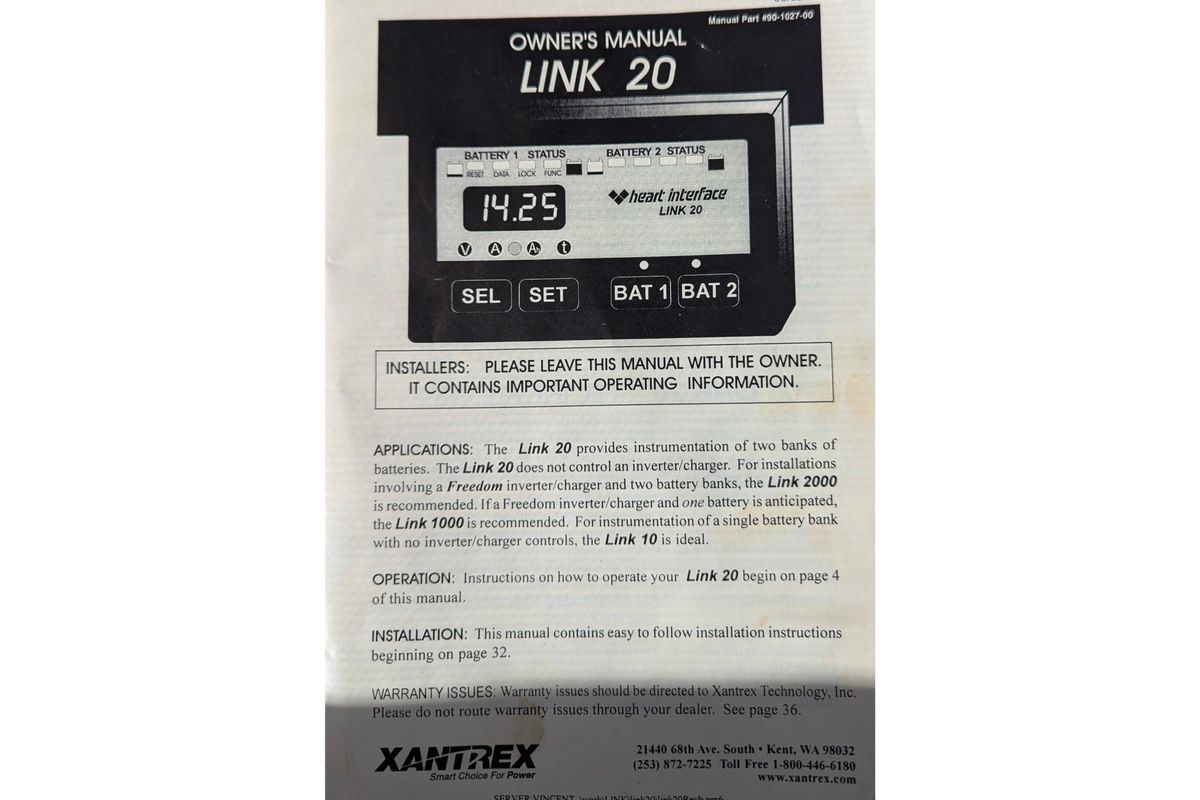 Manual Part #90-1027-00
OWNER'S MANUAL
LINK 20
BATTERY 1 STATUS
BATTERY 2 STATUS
RESET DATA LOCK FUNC
14.25
heart interface
LINK 20
V A Ah t
SEL SET BAT 1 BAT 2
INSTALLERS: PLEASE LEAVE THIS MANUAL WITH THE OWNER.
IT CONTAINS IMPORTANT OPERATING INFORMATION.
APPLICATIONS: The Link 20 provides instrumentation of two banks of
batteries. The Link 20 does not control an inverter/charger. For installations
involving a Freedom inverter/charger and two battery banks, the Link 2000
is recommended. If a Freedom inverter/charger and one battery is anticipated,
the Link 1000 is recommended. For instrumentation of a single battery bank
with no inverter/charger controls, the Link 10 is ideal.
OPERATION: Instructions on how to operate your Link 20 begin on page 4
of this manual.
INSTALLATION: This manual contains easy to follow installation instructions
beginning on page 32.
WARRANTY ISSUES: Warranty issues should be directed to Xantrex Technology, Inc.
Please do not route warranty issues through your dealer. See page 36.
XANTREX
Smart Choice For Power
21440 68th Ave. South • Kent, WA 98032
(253) 872-7225 Toll Free 1-800-446-6180
www.xantrex.com